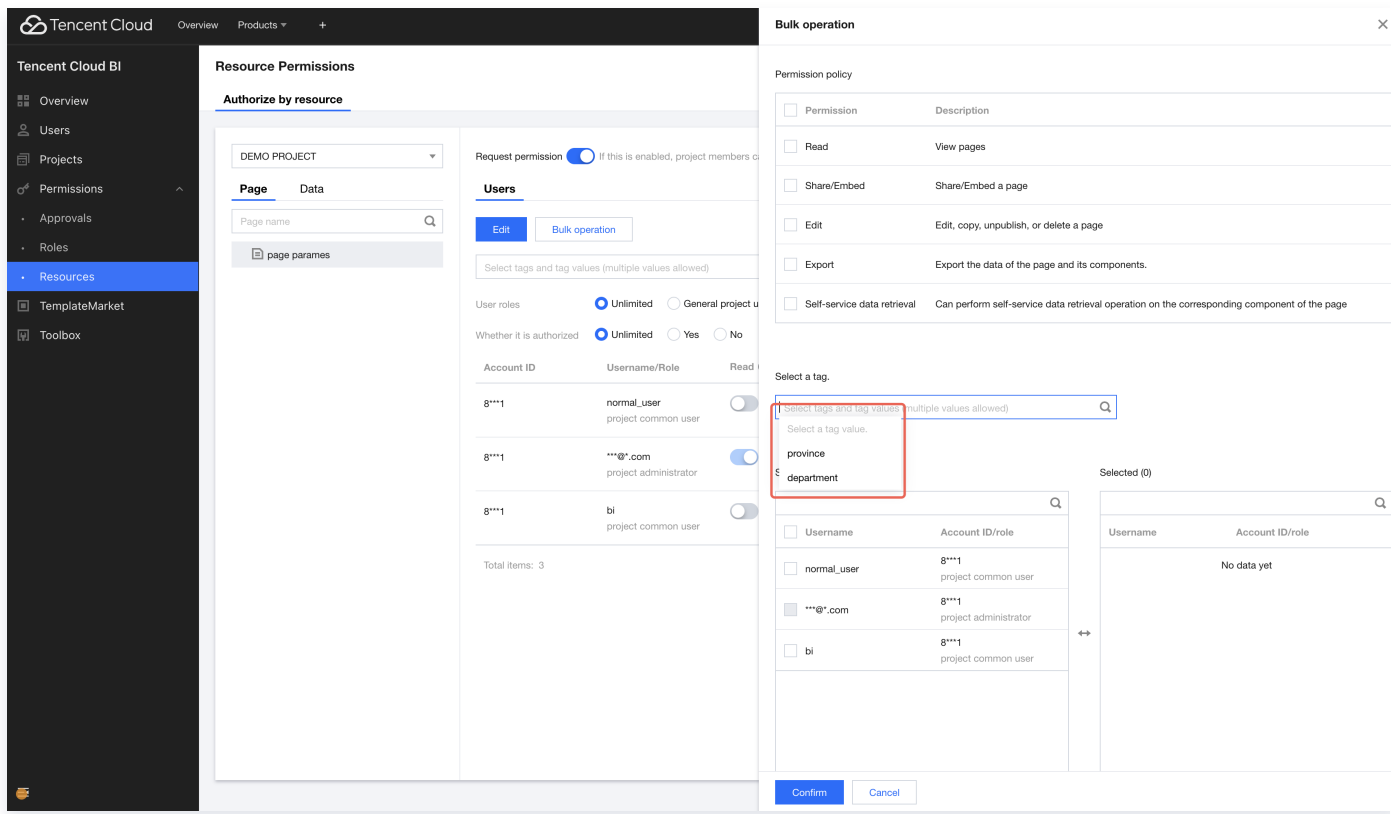 Tencent Cloud
Overview
Products
+
Tencent Cloud BI
Overview
Users
Projects
Permissions
Approvals
Roles
Resources
TemplateMarket
Toolbox
Resource Permissions
Authorize by resource
DEMO PROJECT
Page
Data
Page name
page parames
Request permission
If this is enabled, project members
Users
Edit
Bulk operation
Select tags and tag values (multiple values allowed)
User roles
Unlimited
General project
Whether it is authorized
Unlimited
Yes
No
Account ID
Username/Role
Read
8***1
normal_user
project common user
8***1
***@*.com
project administrator
8***1
bi
project common user
Total items: 3
Bulk operation
Permission policy
Permission
Description
Read
View pages
Share/Embed
Share/Embed a page
Edit
Edit, copy, unpublish, or delete a page
Export
Export the data of the page and its components.
Self-service data retrieval
Can perform self-service data retrieval operation on the corresponding component of the page
Select a tag.
Select tags and tag values (multiple values allowed)
Select a tag value.
province
department
Selected (0)
Username
Account ID/role
normal_user
8***1
project common user
***@*.com
8***1
project administrator
bi
8***1
project common user
Username
Account ID/role
No data yet
Confirm
Cancel